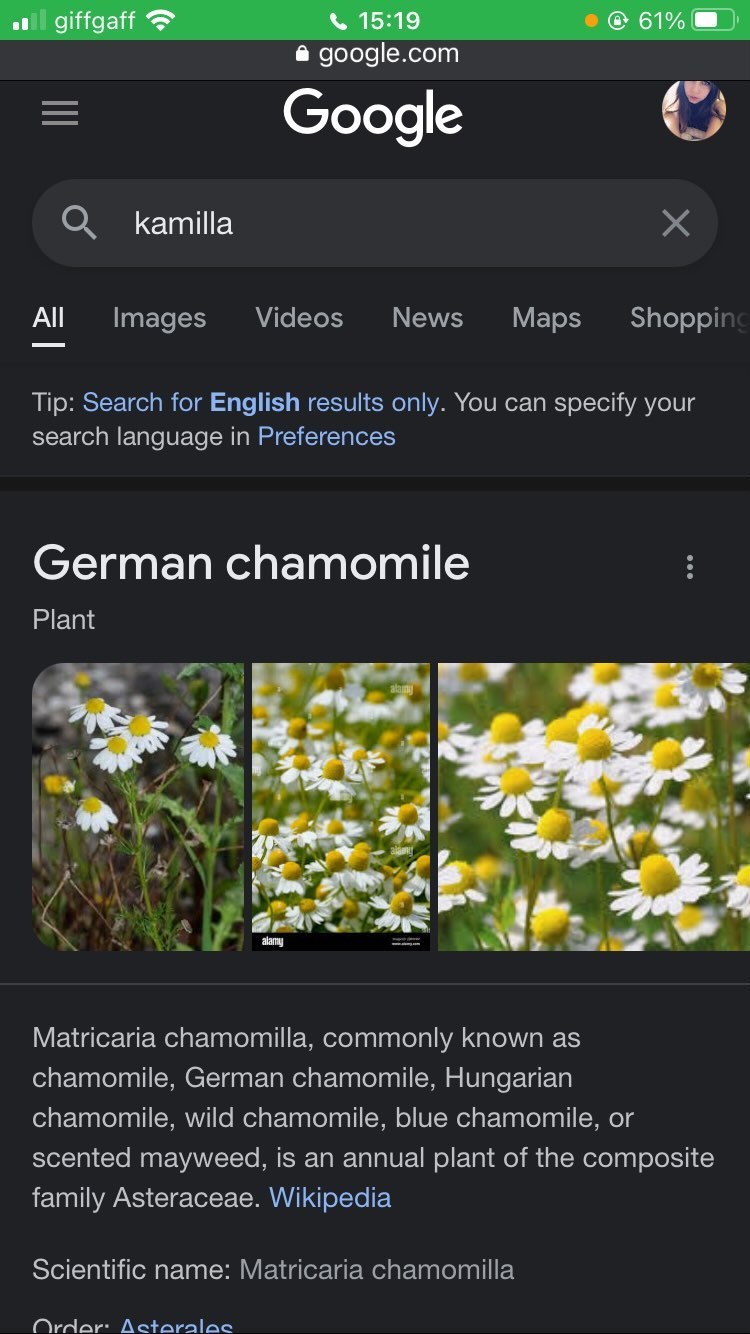 giffgaff 15:19 61%
google.com
Google
kamilla
All Images Videos News Maps Shopping
Tip: Search for English results only. You can specify your
search language in Preferences
German chamomile
Plant
alamy
alamy
alamy
Matricaria chamomilla, commonly known as
chamomile, German chamomile, Hungarian
chamomile, wild chamomile, blue chamomile, or
scented mayweed, is an annual plant of the composite
family Asteraceae. Wikipedia
Scientific name: Matricaria chamomilla
Order: Asterales